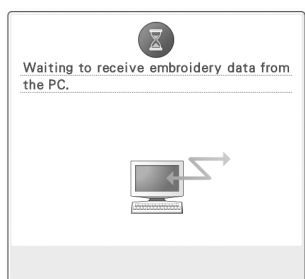 Waiting to receive embroidery data from
the PC.